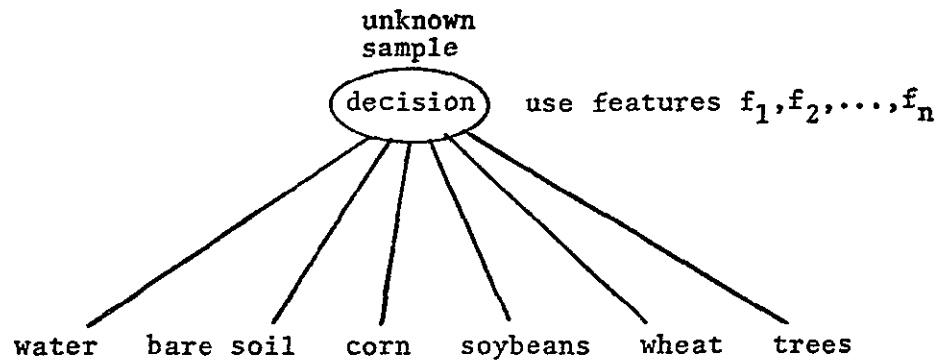 unknown
sample
decision use features f₁,f₂,...,fₙ
water bare soil corn soybeans wheat trees